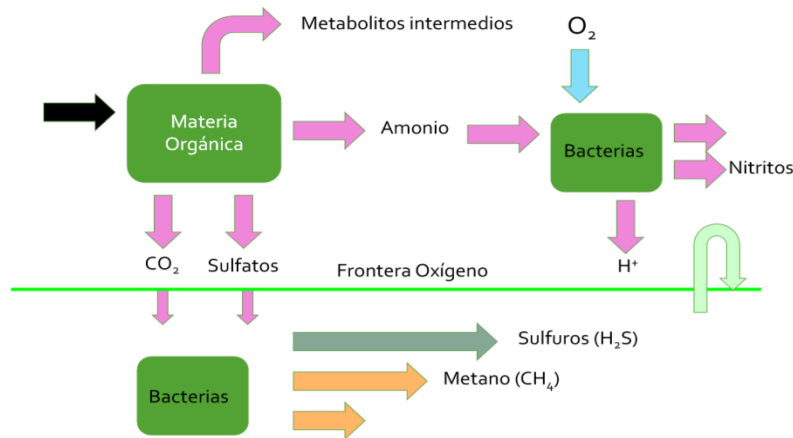 Metabolitos intermedios
O₂
Materia
Orgánica
Amonio
Bacterias
Nitritos
CO₂
Sulfatos
Frontera Oxígeno
H⁺
Sulfuros (H₂S)
Metano (CH₄)
Bacterias